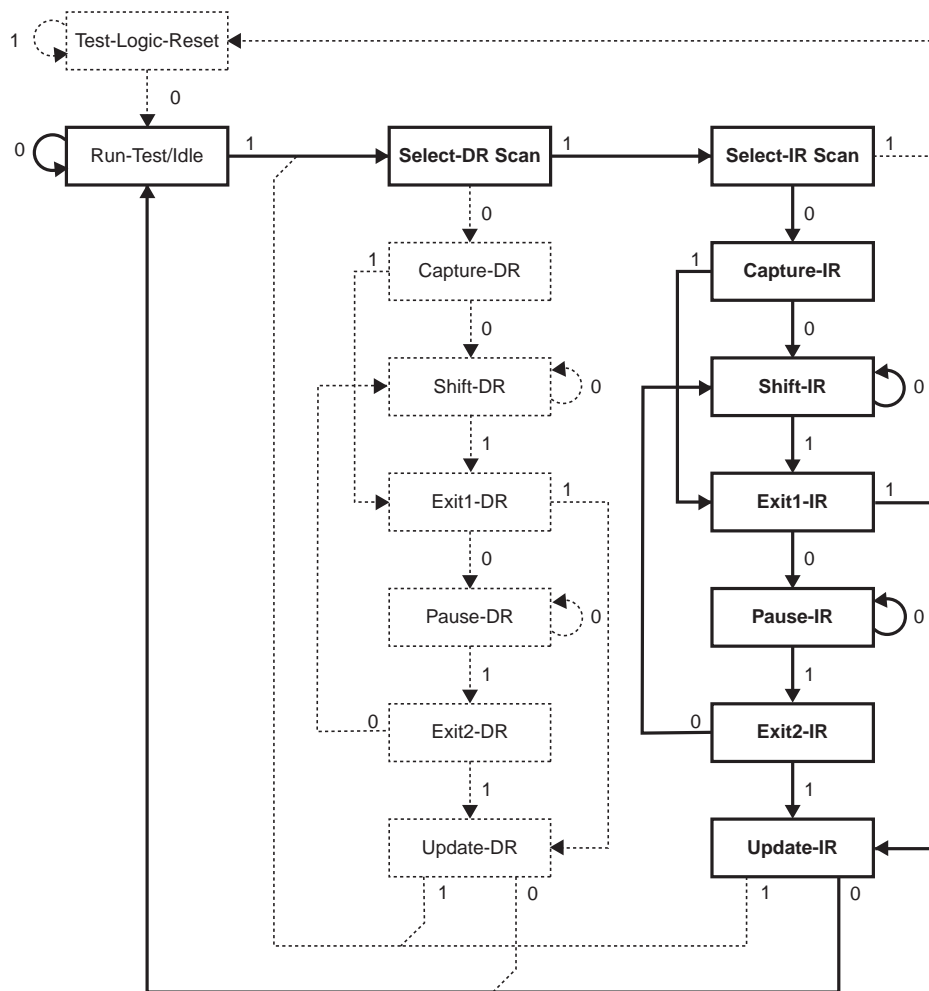 1
Test-Logic-Reset
0
0
Run-Test/Idle
1
Select-DR Scan
1
Select-IR Scan
1
0
0
1
Capture-DR
1
Capture-IR
0
0
Shift-DR
0
Shift-IR
0
1
1
Exit1-DR
1
Exit1-IR
1
0
0
Pause-DR
0
Pause-IR
0
1
1
0
Exit2-DR
0
Exit2-IR
1
1
Update-DR
Update-IR
1
0
1
0